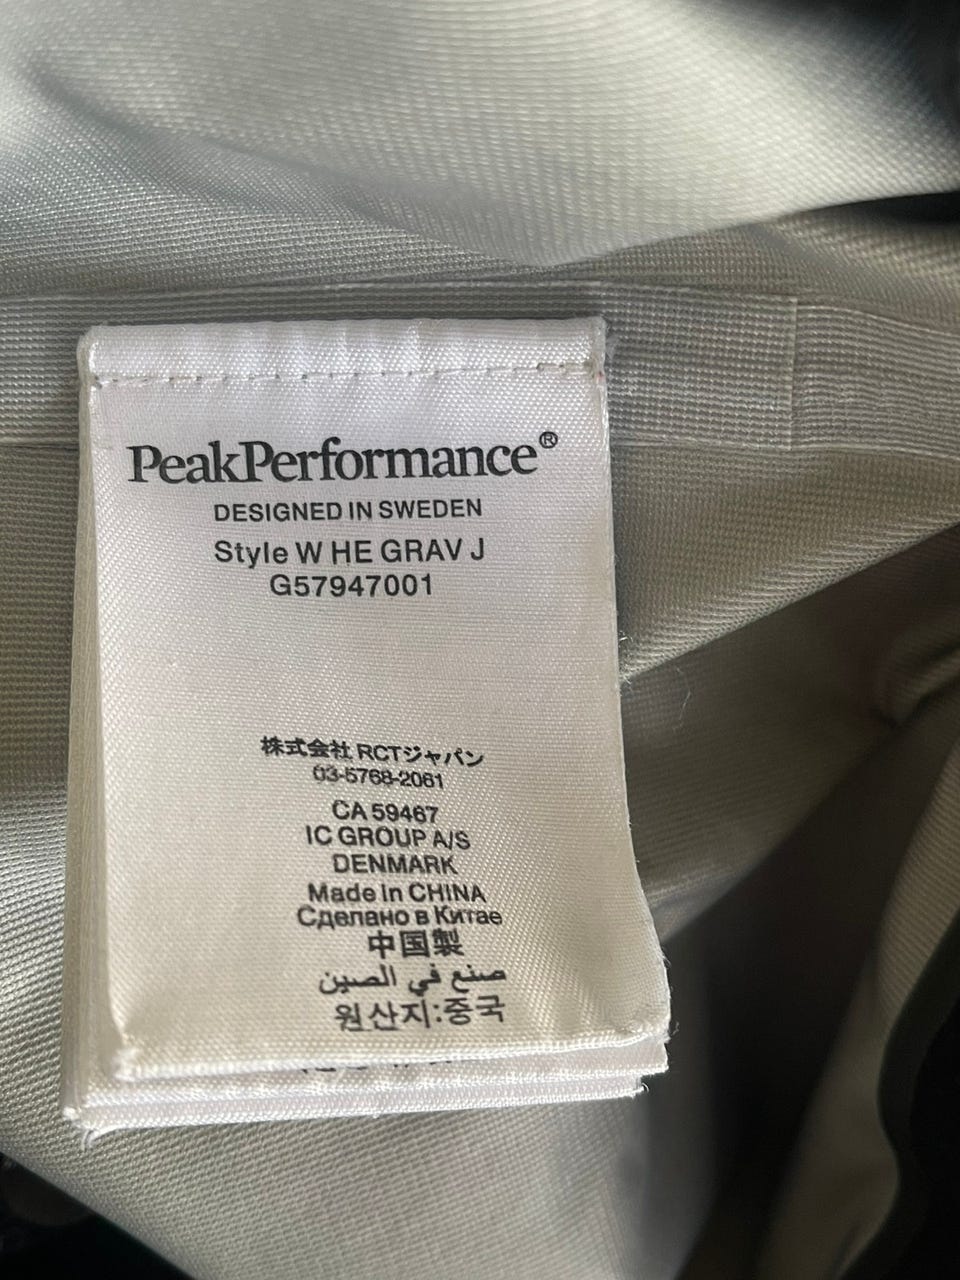 PeakPerformance®
DESIGNED IN SWEDEN
Style W HE GRAV J
G57947001
株式会社 RCTジャパン
03-5768-2061
CA 59467
IC GROUP A/S
DENMARK
Made in CHINA
Сделано в Китае
中国製
صنع في الصين
원산지:중국